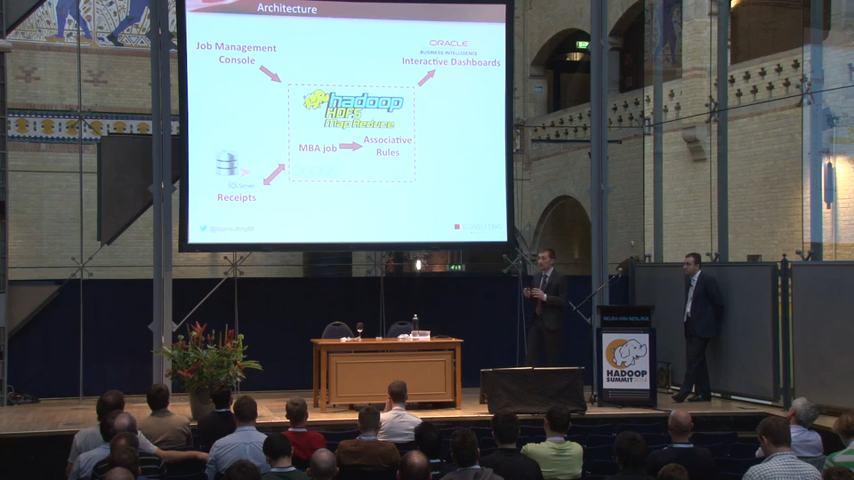 Architecture
Job Management
Console
ORACLE
BUSINESS INTELLIGENCE
Interactive Dashboards
hadoop
HDFS
Map Reduce
MBA job
Associative
Rules
SQL Server
Receipts
CONSULTING
HADOOP
SUMMIT